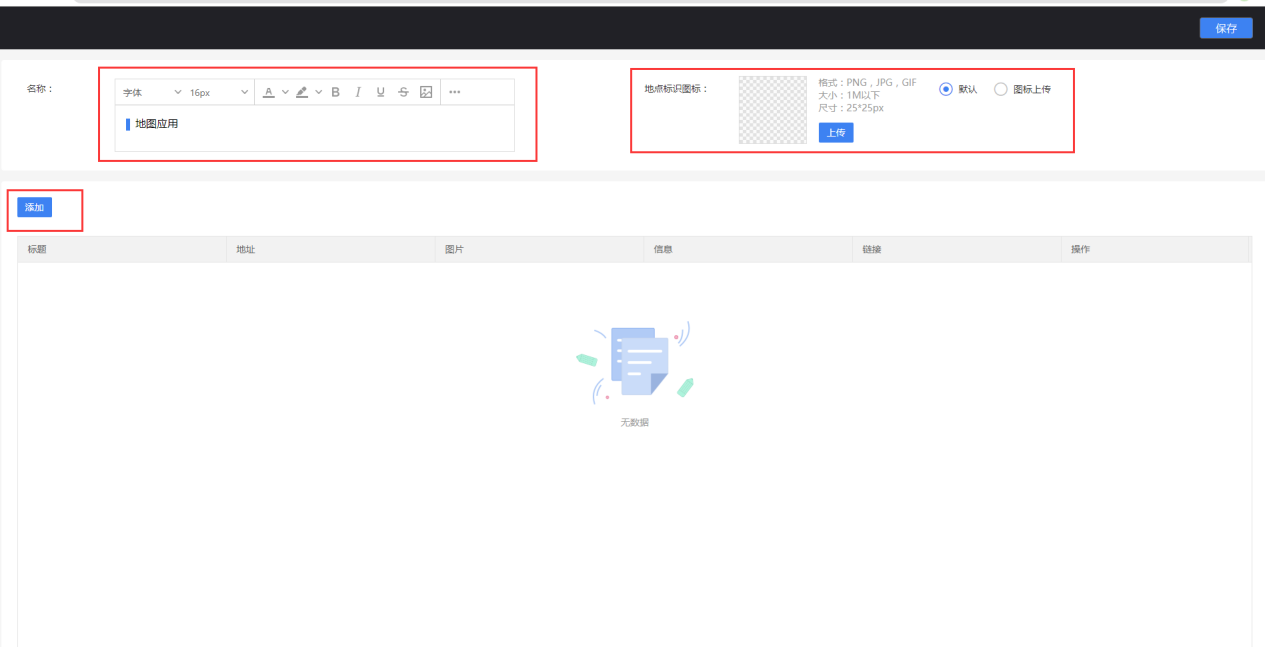 保存
名称：
字体 16px A B I U S
地图应用
地点标识图标：
格式：PNG，JPG，GIF
大小：1M以下
尺寸：25*25px
上传
默认 图标上传
添加
标题 地址 图片 信息 链接 操作
无数据